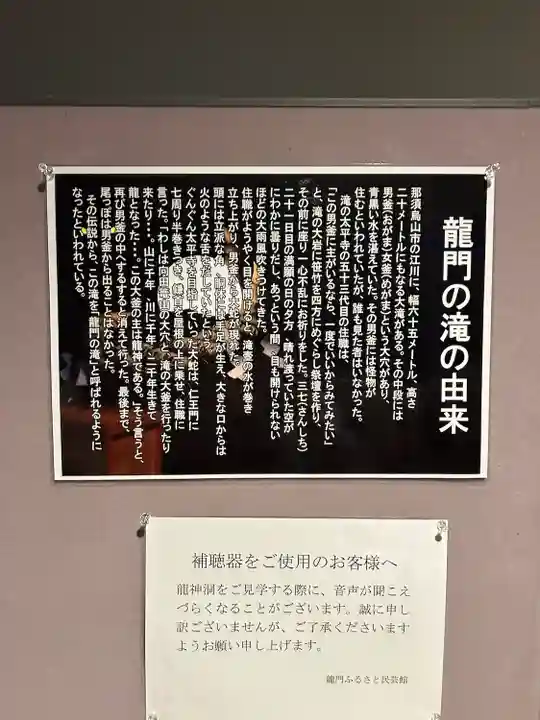 龍門の滝の由来
那須烏山市の江川に、幅六十五メートル、高さ
二十メートルにもなる大滝がある。その中段には
男釜(おがま)女釜(めがま)という大穴があり、
青黒い水を湛えていた。その男釜には怪物が
住むといわれていたが、誰も見た者はいなかった。
滝の太平寺の五十三代目の住職は、
「この男釜に主がいるなら、一度でいいからみてみたい」
と、滝の大岩に笹竹を四方にめぐらし祭壇を作り、
その前に座り一心不乱にお祈りました。三七(さんしち)
二十一日目の満願の日の夕方、晴れ渡っていた空が
にわかに曇りだし、あっという間、目も開けられない
ほどの大雨風吹きつけてきた。
住職がようやく目を開けると、滝壺の水が巻き
立ち上がり、男釜から大蛇が現れた。
頭には立派な角、胴体には手足が生え、大きな口からは
火のような舌をだしていたという。
ぐんぐん太平寺を目指していった大蛇は、仁王門に
七周り半巻きつき、鎌首を屋根の上に乗せ、住職に
言った。「わしは向田の大穴と滝の大釜を行ったり
来たり・・・。山に千年、川に千年、二千年生きて
龍となった・・・。この大釜の主は龍神である。」そう言うと、
再び男釜の中へするすると消えて行った。最後まで、
尾っぽは男釜から出ることはなかった。
その伝説から、この滝を「龍門の滝」と呼ばれるように
なったといわれている。
補聴器をご使用のお客様へ
龍神洞をご見学する際に、音声が聞こえ
づらくなることがございます。誠に申し
訳ございませんが、ご了承くださいます
ようお願い申し上げます。
龍門ふるさと民芸館